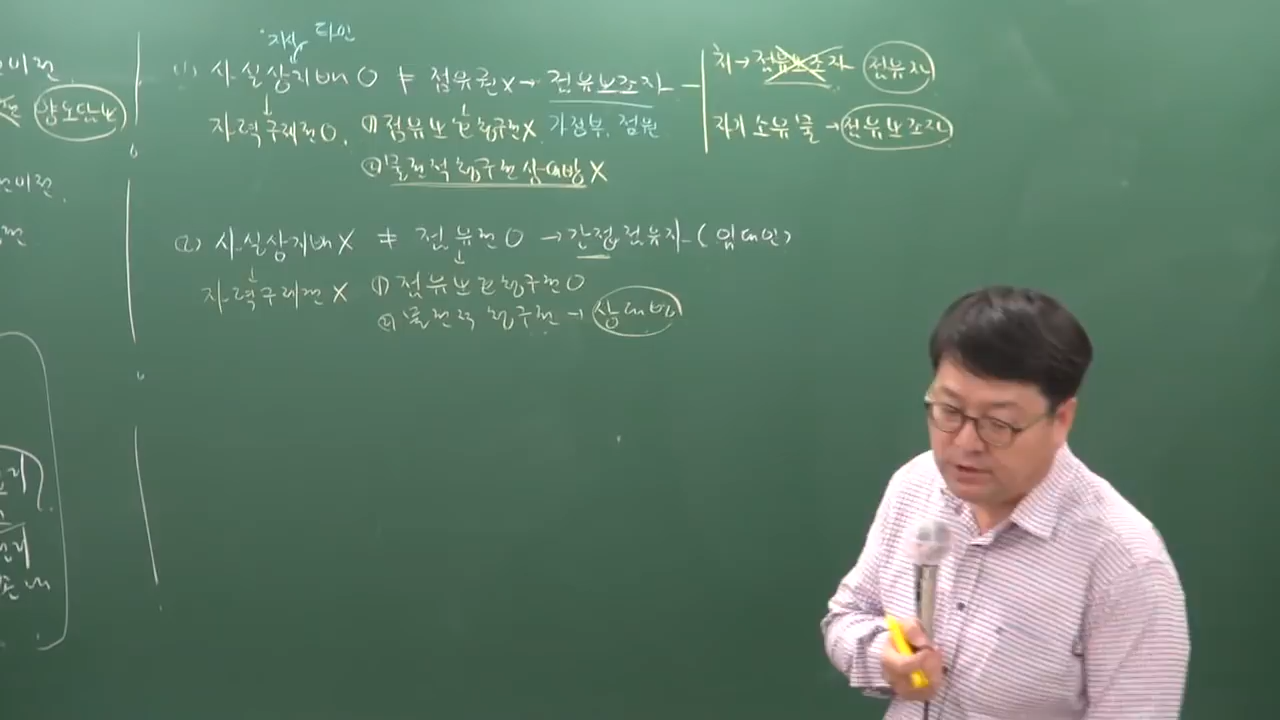 지시 타인
(1) 사실상지배 O ≠ 점유권 X → 점유보조자
처 → 점유보조자 점유자
자기 소유물 → 점유보조자
↓
자력구제권 O, ① 점유보호청구권 X 가정부, 점원
② 물권적 청구권 상대방 X
(2) 사실상지배 X ≠ 점유권 O → 간접점유자 (임대인)
↓
자력구제권 X ① 점유보호청구권 O
② 물권적 청구권 → 상대방
양도담보